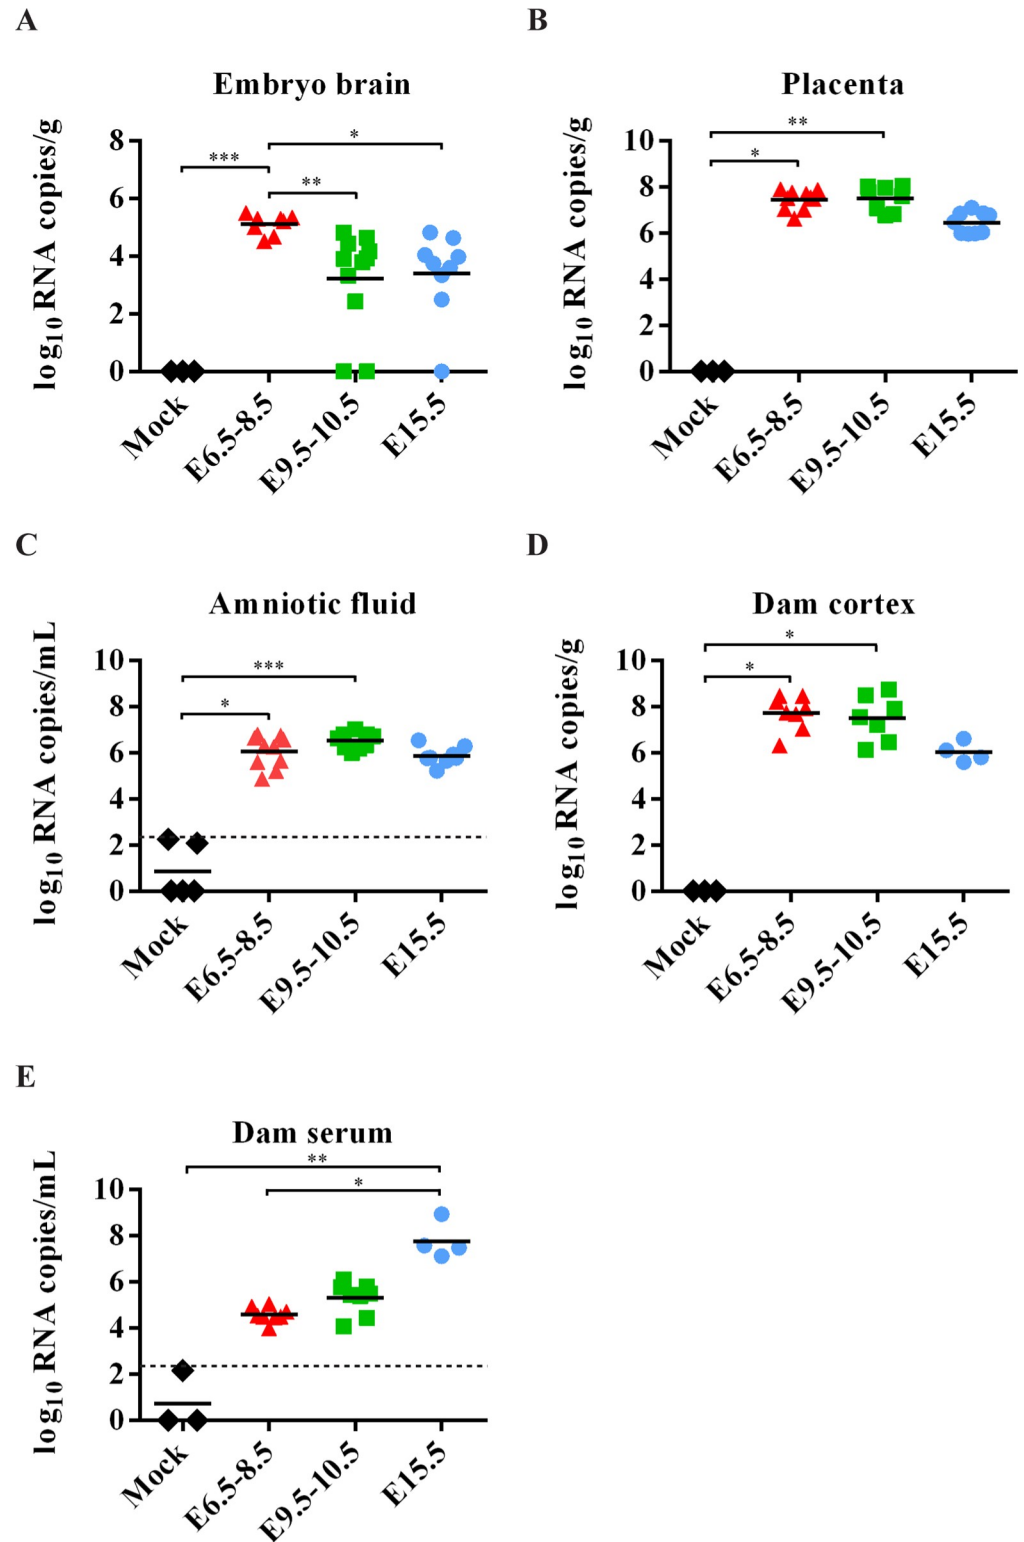 A
Embryo brain
log10 RNA copies/g
8
6
4
2
0
***
**
*
Mock
E6.5-8.5
E9.5-10.5
E15.5
B
Placenta
log10 RNA copies/g
10
8
6
4
2
0
**
*
Mock
E6.5-8.5
E9.5-10.5
E15.5
C
Amniotic fluid
log10 RNA copies/mL
10
8
6
4
2
0
***
*
Mock
E6.5-8.5
E9.5-10.5
E15.5
D
Dam cortex
log10 RNA copies/g
10
8
6
4
2
0
*
*
Mock
E6.5-8.5
E9.5-10.5
E15.5
E
Dam serum
log10 RNA copies/mL
10
8
6
4
2
0
**
*
Mock
E6.5-8.5
E9.5-10.5
E15.5